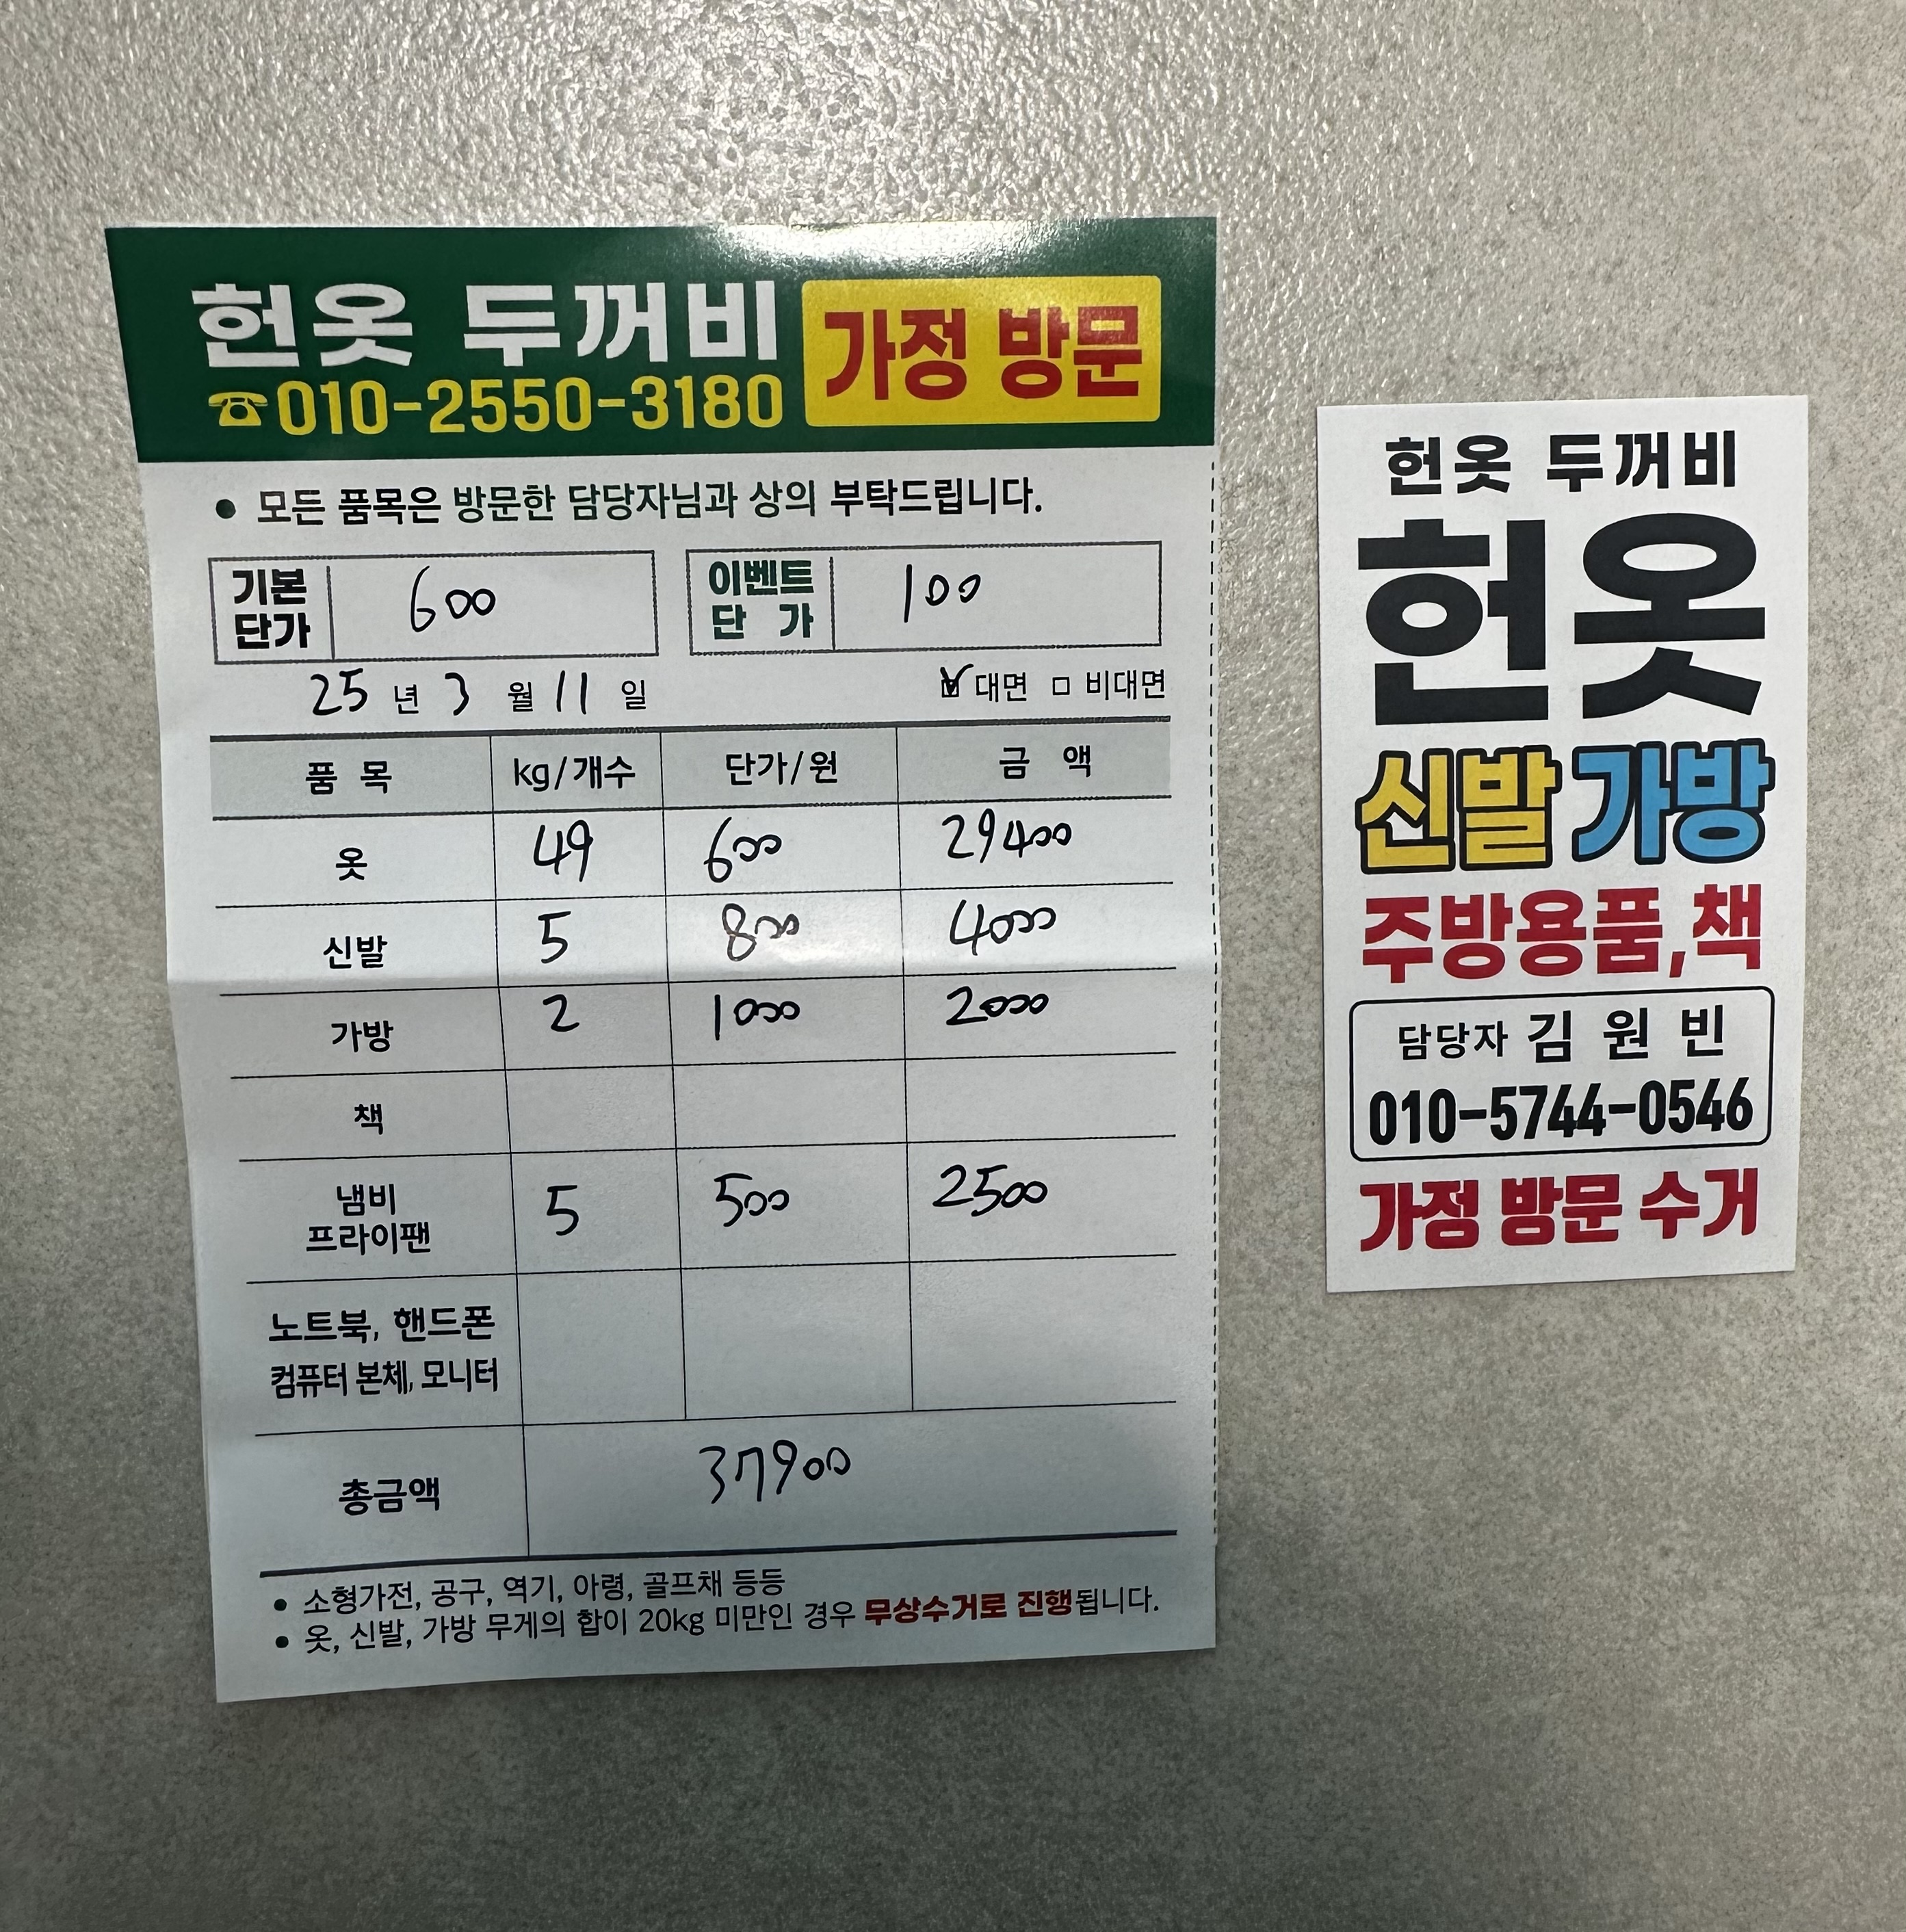 헌옷 두꺼비 가정 방문
☎010-2550-3180
• 모든 품목은 방문한 담당자님과 상의 부탁드립니다.
기본 단가 600 이벤트 단 가 100
25 년 3 월 11 일 ☑ 대면 □ 비대면
품 목 kg/개수 단가/원 금 액
옷 49 600 29400
신발 5 800 4000
가방 2 1000 2000
책
냄비
프라이팬 5 500 2500
노트북, 핸드폰
컴퓨터 본체, 모니터
총금액 37900
• 소형가전, 공구, 역기, 아령, 골프채 등등
• 옷, 신발, 가방 무게의 합이 20kg 미만인 경우 무상수거로 진행됩니다.
헌옷 두꺼비
헌옷
신발 가방
주방용품,책
담당자 김 원 빈
010-5744-0546
가정 방문 수거